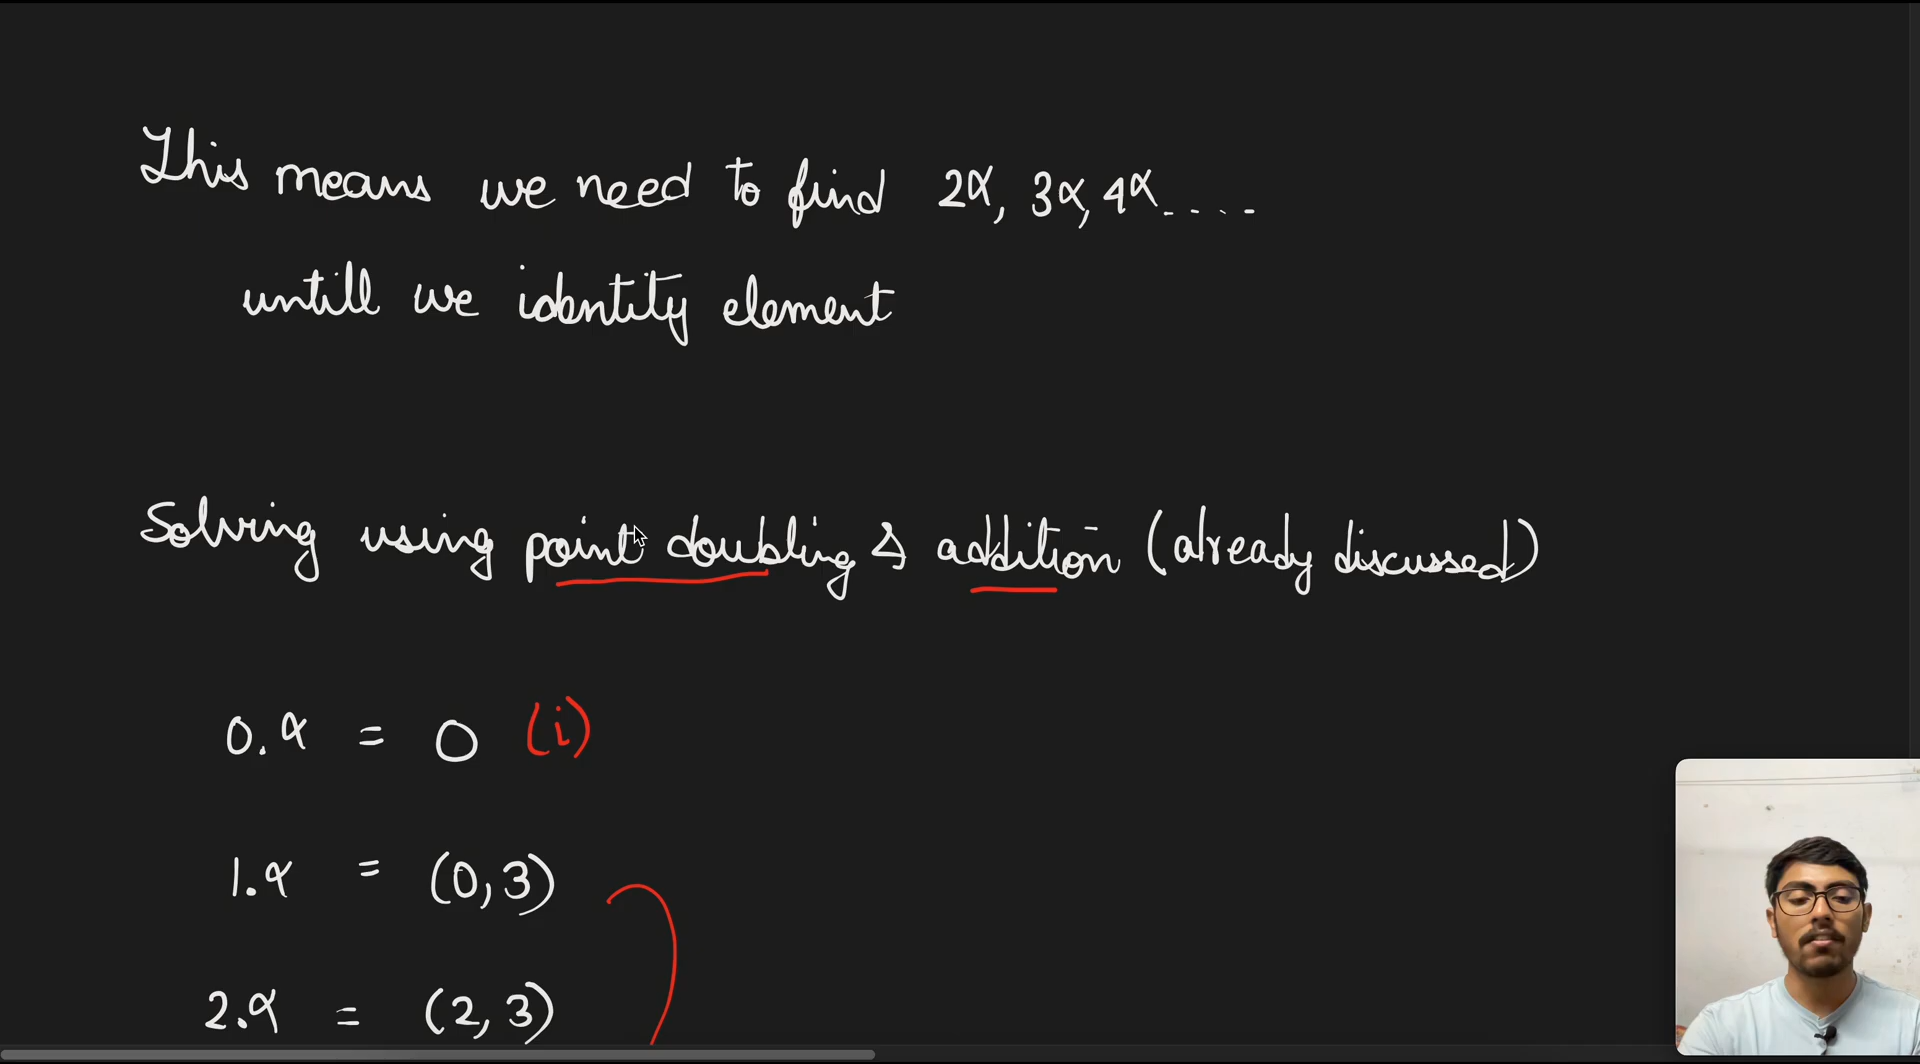 This means we need to find 2α, 3α, 4α.....
untill we identity element
Solving using point doubling & addition (already discussed)
0.α = 0 (i)
1.α = (0,3)
2.α = (2,3)